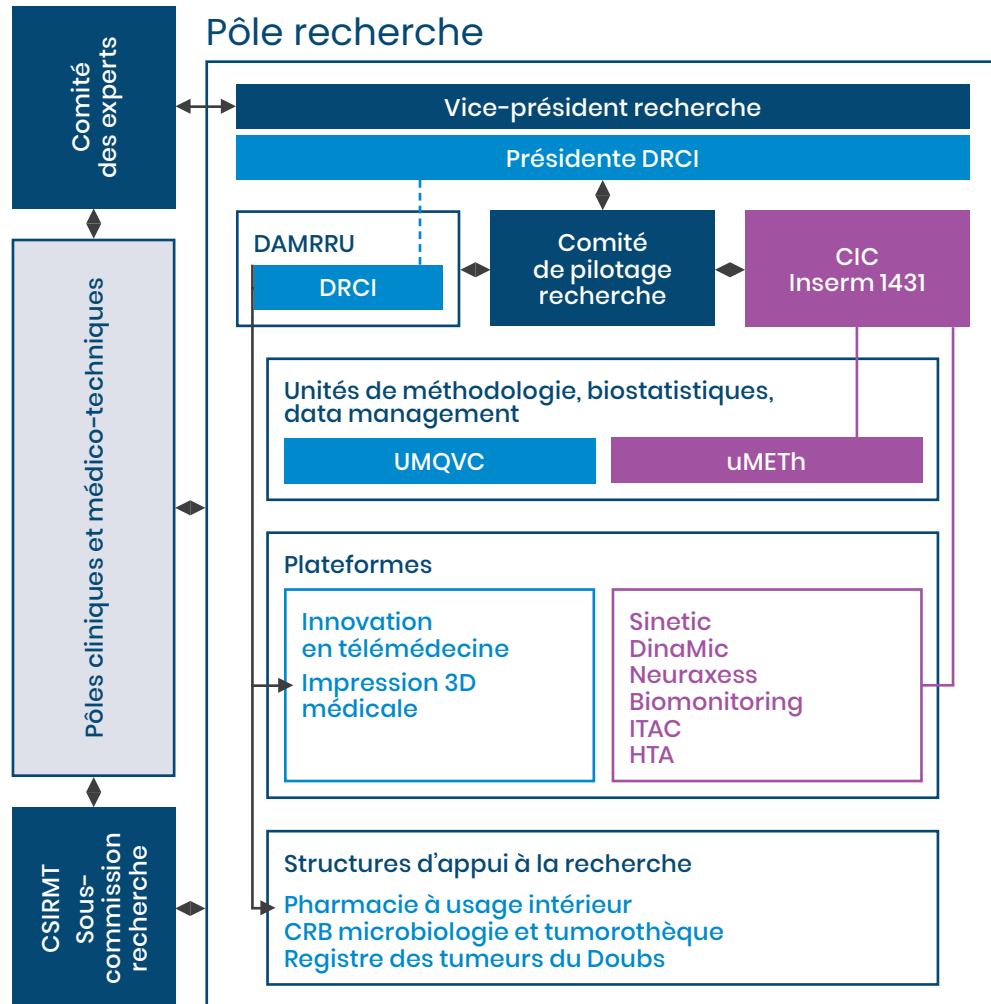 Pôle recherche
Comité
des experts
Vice-président recherche
Présidente DRCI
DAMRRU
DRCI
Comité
de pilotage
recherche
CIC
Inserm 1431
Pôles cliniques et médico-techniques
Unités de méthodologie, biostatistiques,
data management
UMQVC
uMETh
Plateformes
Innovation
en télémédecine
Impression 3D
médicale
Sinetic
DinaMic
Neuraxess
Biomonitoring
ITAC
HTA
CSIRMT
Sous-
commission
recherche
Structures d'appui à la recherche
Pharmacie à usage intérieur
CRB microbiologie et tumorothèque
Registre des tumeurs du Doubs